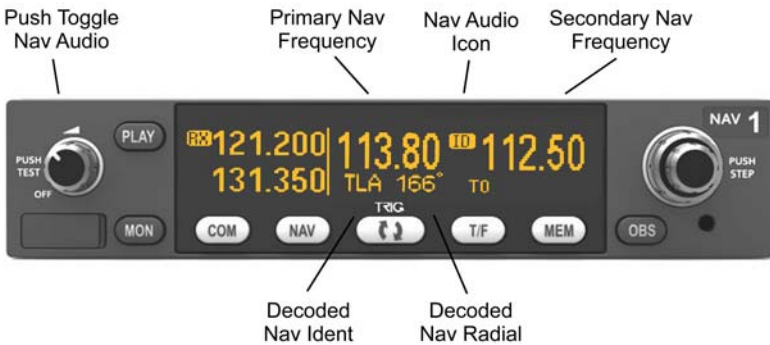 Push Toggle
Nav Audio
Primary Nav
Frequency
Nav Audio
Icon
Secondary Nav
Frequency
NAV 1
PLAY
PUSH
TEST
OFF
RX 121.200 113.80 ID 112.50
131.350 TLA 166° TO
PUSH
STEP
TRIG
MON
COM
NAV
T/F
MEM
OBS
Decoded
Nav Ident
Decoded
Nav Radial